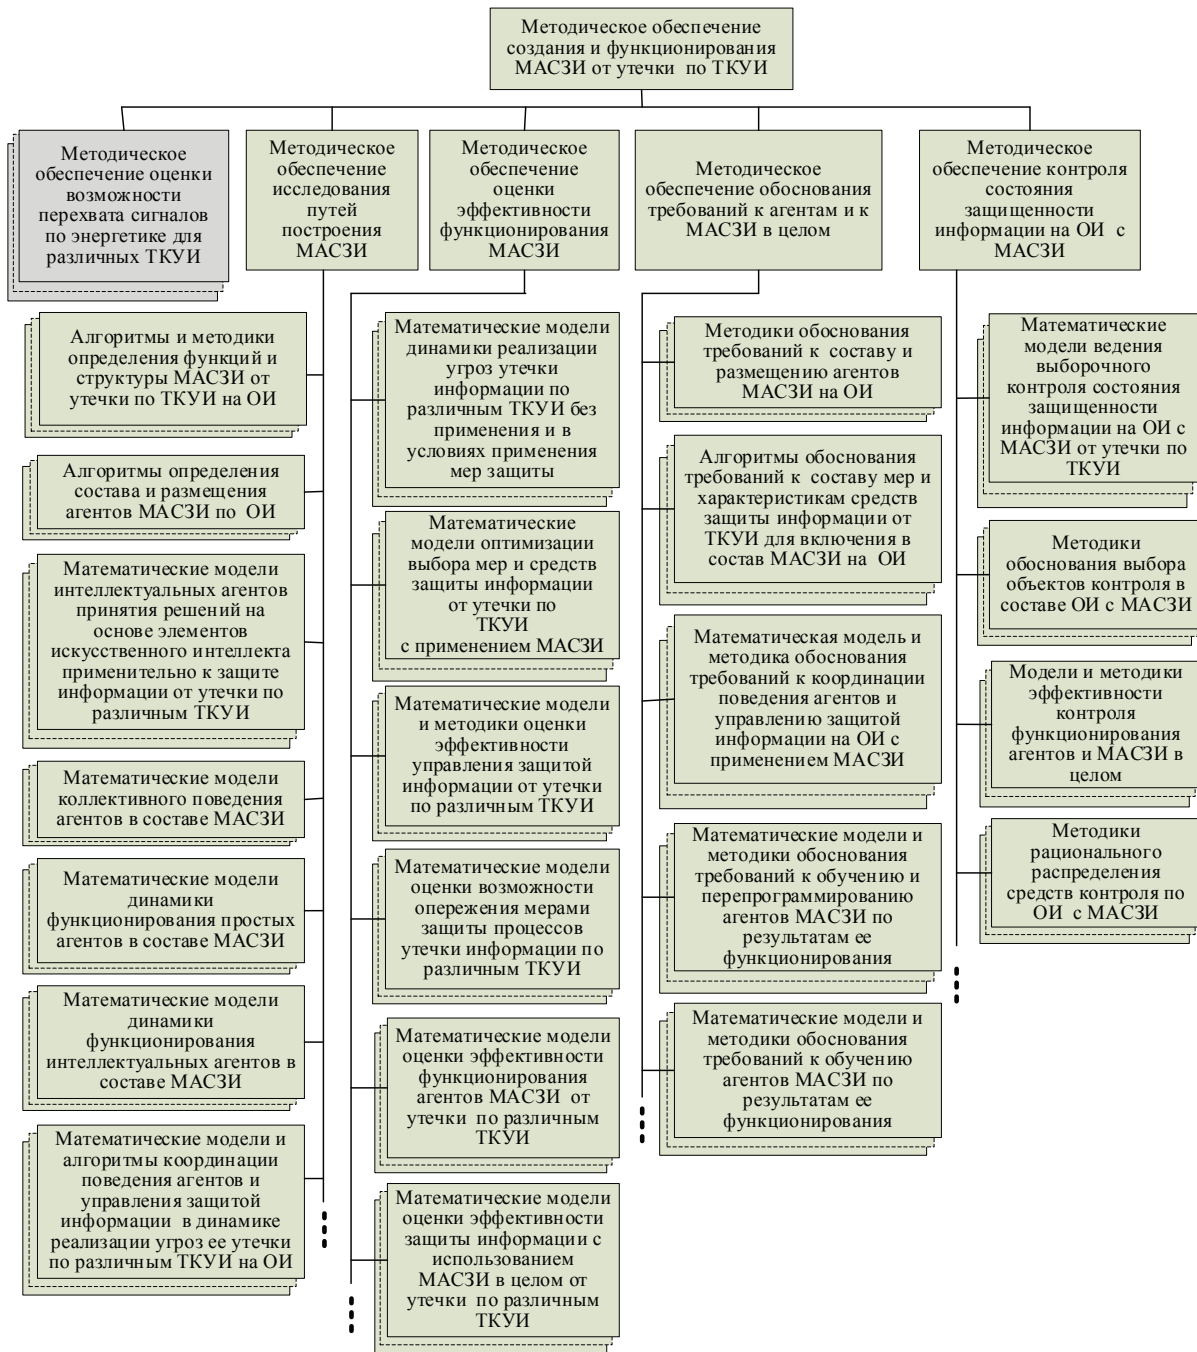 Методическое обеспечение
создания и функционирования
МАСЗИ от утечки по ТКУИ
Методическое
обеспечение оценки
возможности
перехвата сигналов
по энергетике для
различных ТКУИ
Методическое
обеспечение
исследования
путей
построения
МАСЗИ
Методическое
обеспечение
оценки
эффективности
функционирования
МАСЗИ
Методическое
обеспечение обоснования
требований к агентам и к
МАСЗИ в целом
Методическое
обеспечение контроля
состояния
защищенности
информации на ОИ с
МАСЗИ
Алгоритмы и методики
определения функций и
структуры МАСЗИ от
утечки по ТКУИ на ОИ
Алгоритмы определения
состава и размещения
агентов МАСЗИ по ОИ
Математические модели
интеллектуальных агентов
принятия решений на
основе элементов
искусственного интеллекта
применительно к защите
информации от утечки по
различным ТКУИ
Математические модели
коллективного поведения
агентов в составе МАСЗИ
Математические модели
динамики
функционирования простых
агентов в составе МАСЗИ
Математические модели
динамики
функционирования
интеллектуальных агентов в
составе МАСЗИ
Математические модели и
алгоритмы координации
поведения агентов и
управления защитой
информации в динамике
реализации угроз ее утечки
по различным ТКУИ на ОИ
Математические модели
динамики реализации
угроз утечки
информации по
различным ТКУИ без
применения и в
условиях применения
мер защиты
Математические
модели оптимизации
выбора мер и средств
защиты информации
от утечки по
ТКУИ
с применением МАСЗИ
Математические модели
и методики оценки
эффективности
управления защитой
информации от утечки
по различным ТКУИ
Математические модели
оценки возможности
опережения мерами
защиты процессов
утечки информации по
различным ТКУИ
Математические модели
оценки эффективности
функционирования
агентов МАСЗИ от
утечки по различным
ТКУИ
Математические модели
оценки эффективности
защиты информации с
использованием
МАСЗИ в целом от
утечки по различным
ТКУИ
Методики обоснования
требований к составу и
размещению агентов
МАСЗИ на ОИ
Алгоритмы обоснования
требований к составу мер и
характеристикам средств
защиты информации от
ТКУИ для включения в
состав МАСЗИ на ОИ
Математическая модель и
методика обоснования
требований к координации
поведения агентов и
управлению защитой
информации на ОИ с
применением МАСЗИ
Математические модели и
методики обоснования
требований к обучению и
перепрограммированию
агентов МАСЗИ по
результатам ее
функционирования
Математические модели и
методики обоснования
требований к обучению
агентов МАСЗИ по
результатам ее
функционирования
Математические
модели ведения
выборочного
контроля состояния
защищенности
информации на ОИ с
МАСЗИ от утечки по
ТКУИ
Методики
обоснования выбора
объектов контроля в
составе ОИ с МАСЗИ
Модели и методики
эффективности
контроля
функционирования
агентов и МАСЗИ в
целом
Методики
рационального
распределения
средств контроля по
ОИ с МАСЗИ